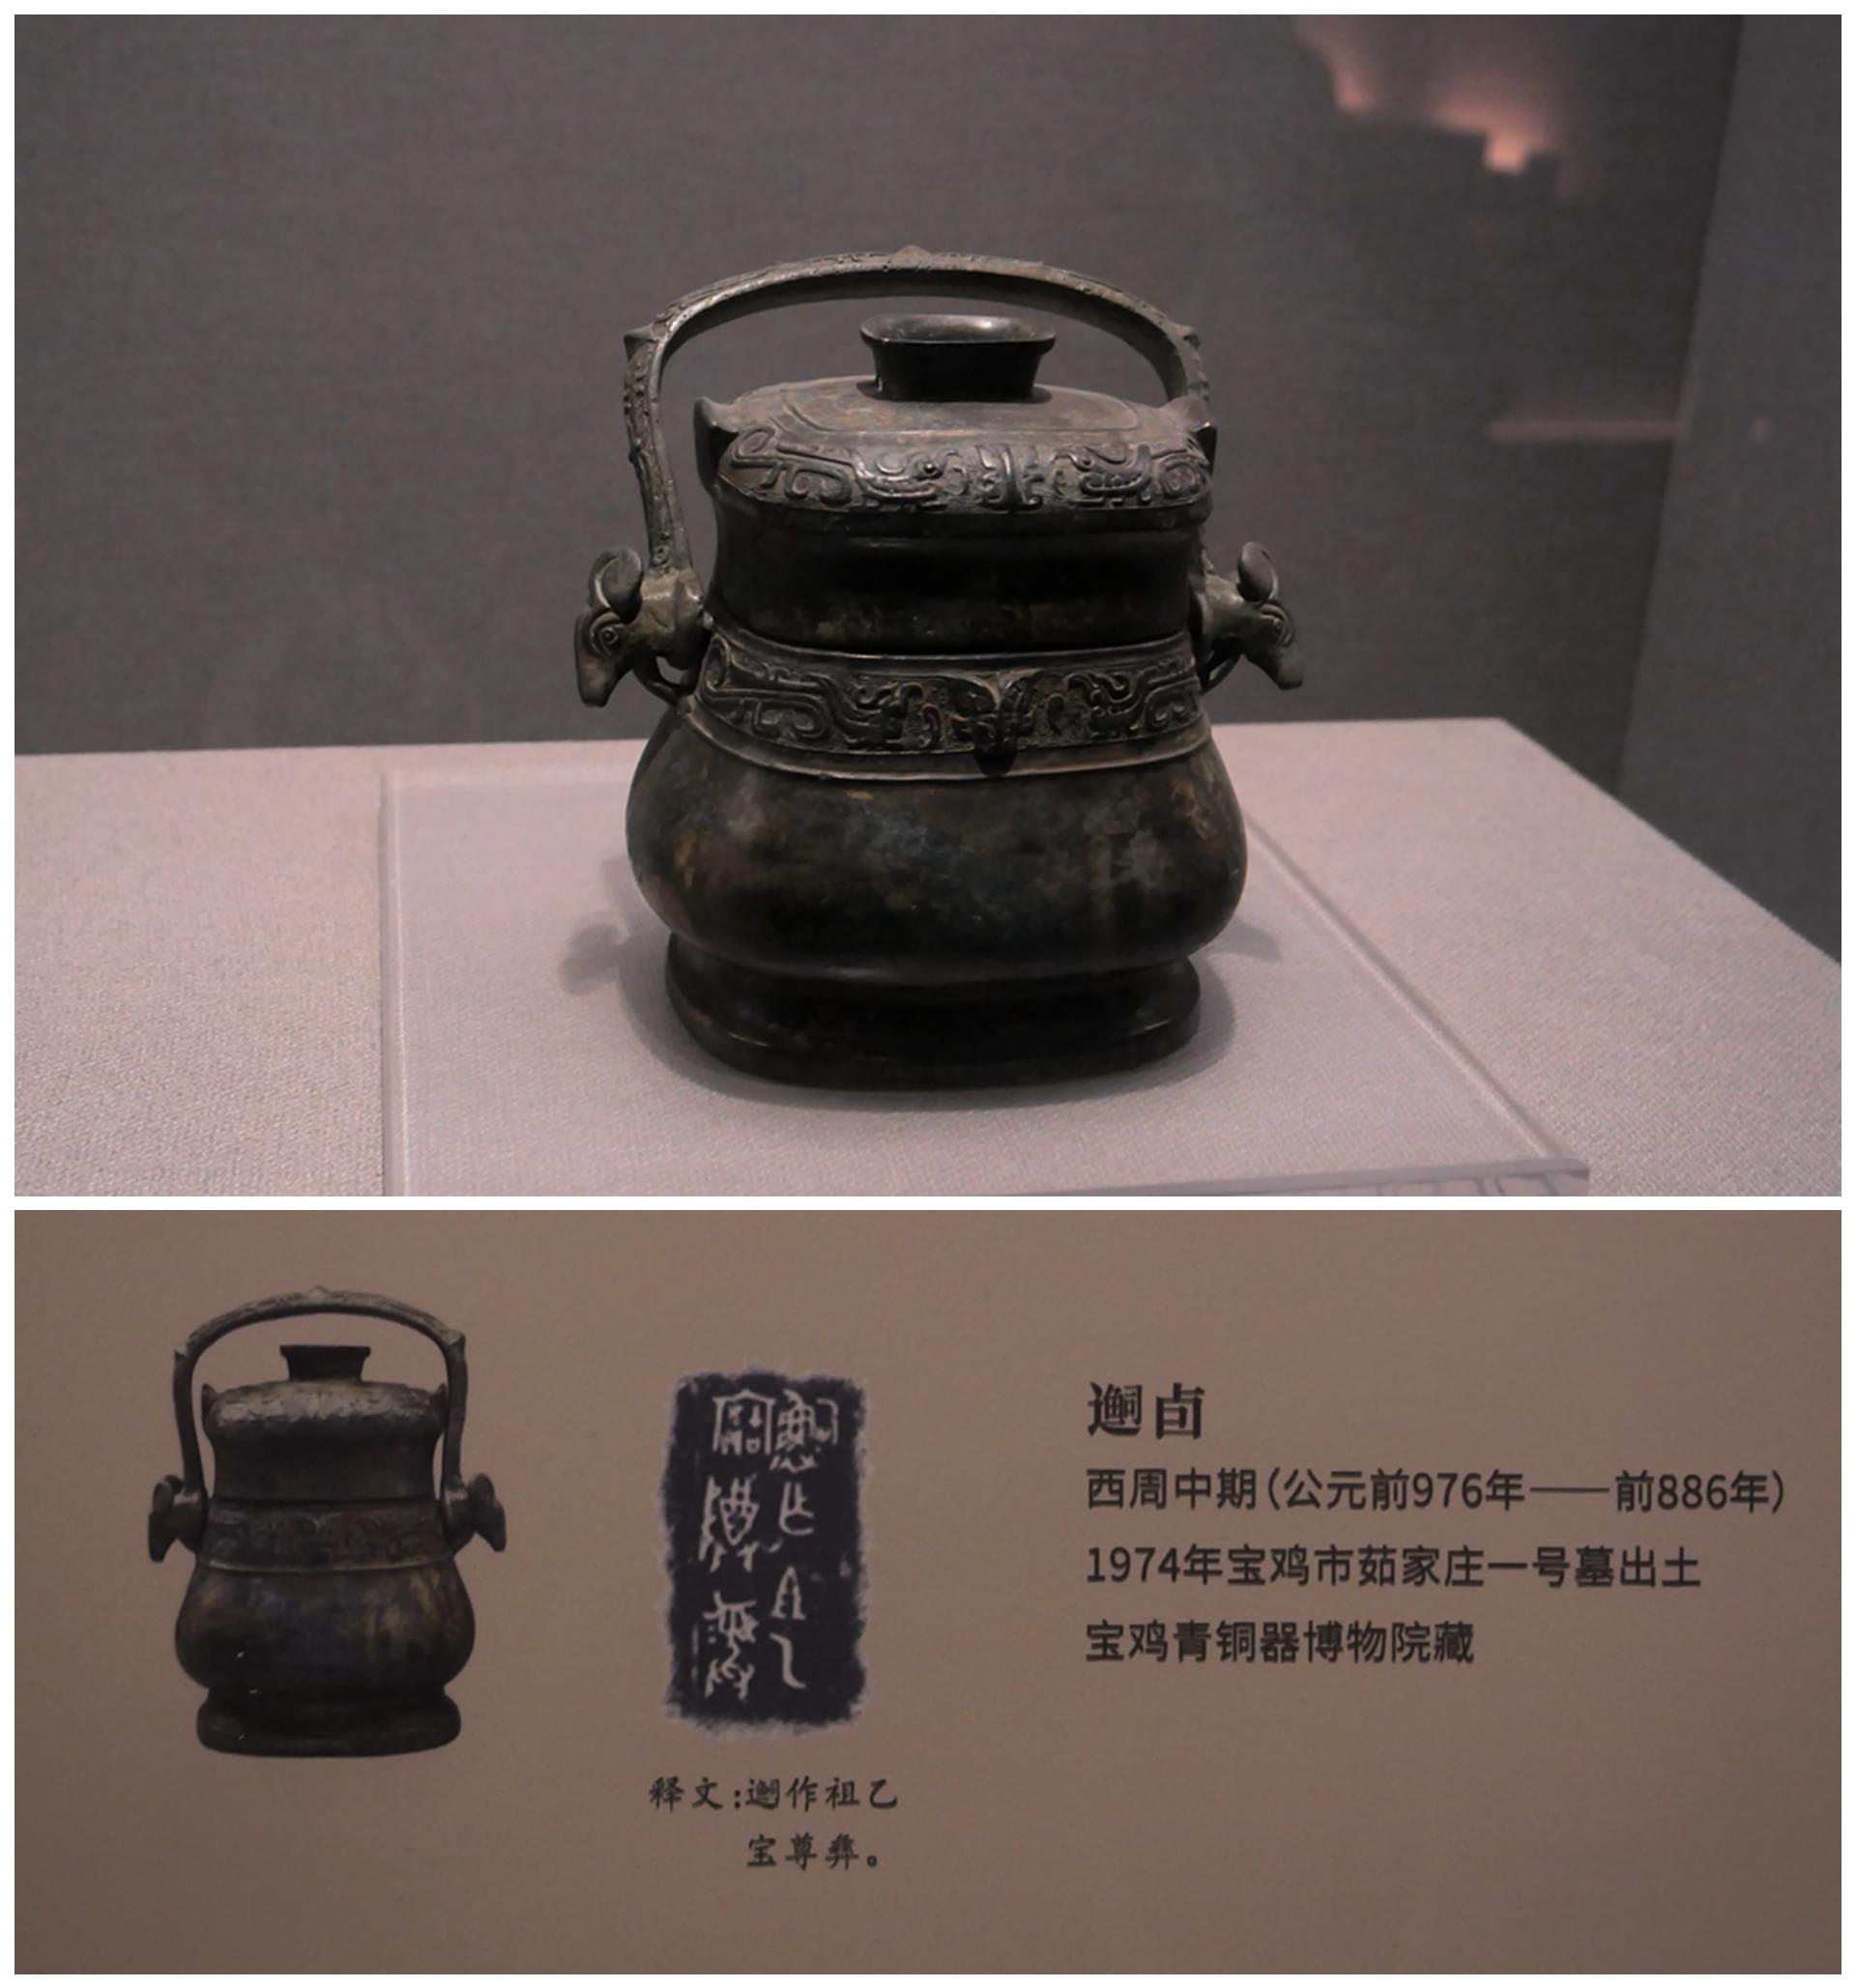 卣
西周中期(公元前976年——前886年)
1974年宝鸡市茹家庄一号墓出土
宝鸡青铜器博物院藏
释文:作祖乙
宝尊彝。